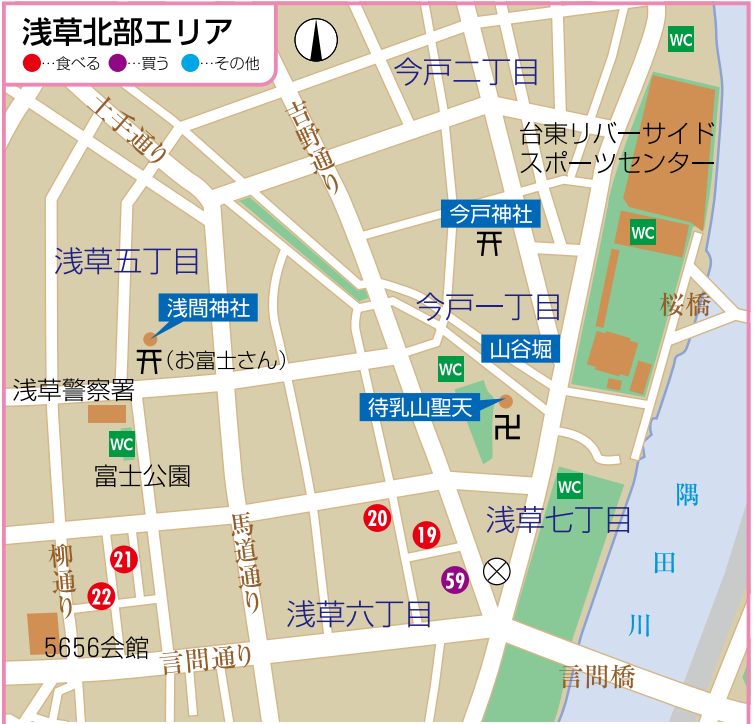 浅草北部エリア
●…食べる ●…買う ●…その他
WC
今戸二丁目
土手通り
吉野通り
台東リバーサイド
スポーツセンター
今戸神社
WC
浅草五丁目
浅間神社
今戸一丁目
桜橋
山谷堀
(お富士さん)
WC
浅草警察署
待乳山聖天
卍
WC
富士公園
WC
隅田川
20
浅草七丁目
馬道通り
19
柳通り
21
59
22
浅草六丁目
5656会館
言問通り
言問橋